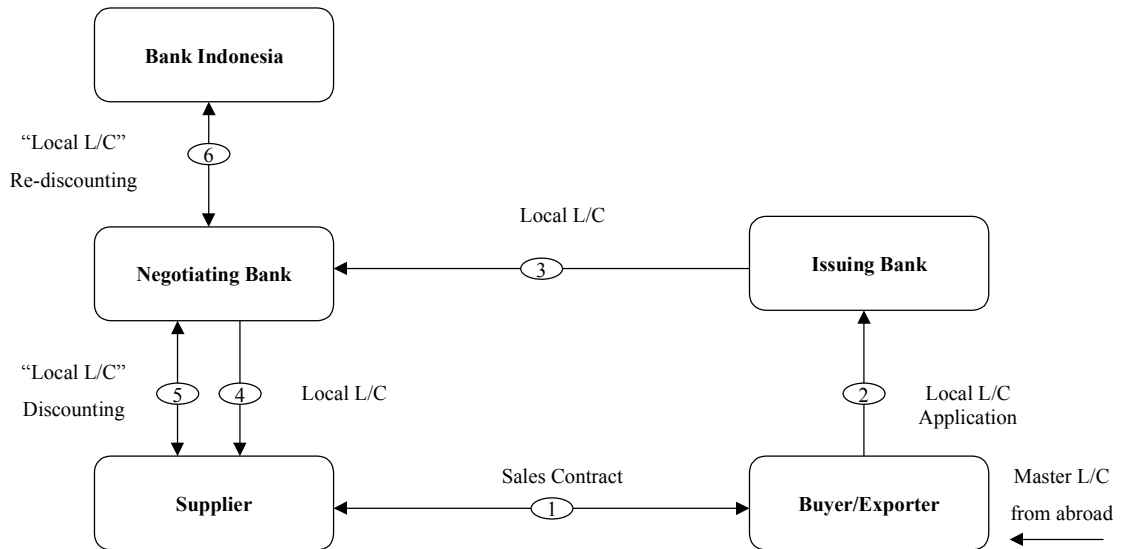 Bank Indonesia
“Local L/C”
Re-discounting
6
Local L/C
Negotiating Bank
3
Issuing Bank
“Local L/C”
Discounting
5
4
Local L/C
2
Local L/C
Application
Supplier
Sales Contract
1
Buyer/Exporter
Master L/C
from abroad